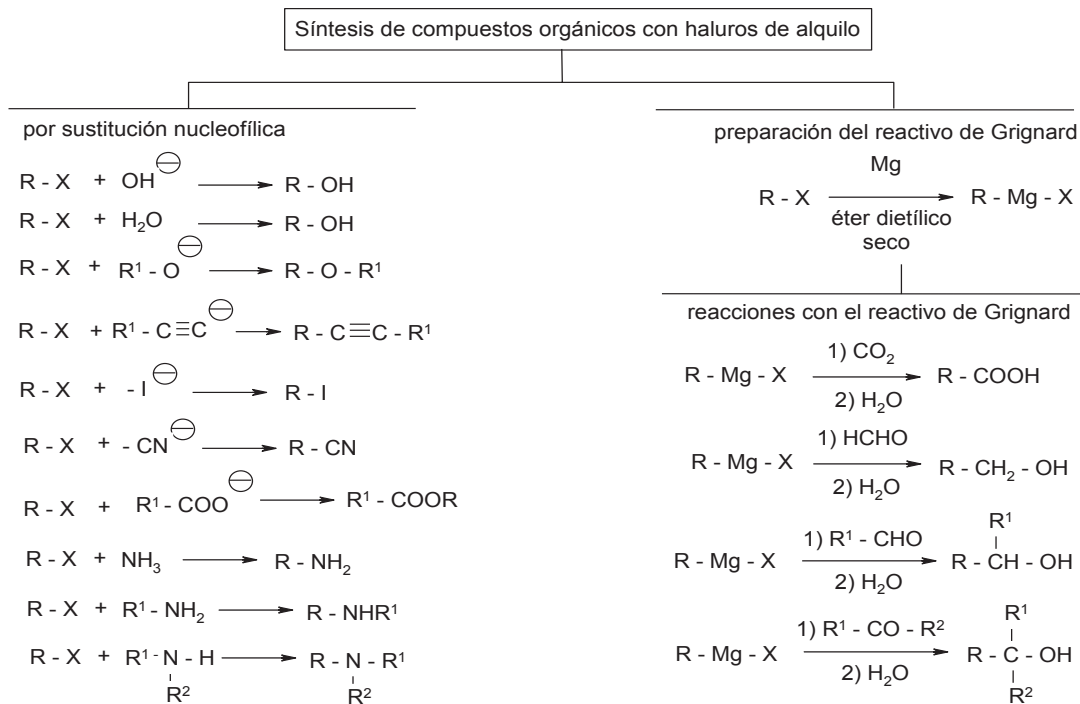 Síntesis de compuestos orgánicos con haluros de alquilo
por sustitución nucleofílica
R - X + OH ⊖ → R - OH
R - X + H₂O → R - OH
R - X + R¹ - O ⊖ → R - O - R¹
R - X + R¹ - C≡C ⊖ → R - C≡C - R¹
R - X + - I ⊖ → R - I
R - X + - CN ⊖ → R - CN
R - X + R¹ - COO ⊖ → R¹ - COOR
R - X + NH₃ → R - NH₂
R - X + R¹ - NH₂ → R - NHR¹
R - X + R¹ - N - H → R - N - R¹
R² R²
preparación del reactivo de Grignard
Mg
R - X → R - Mg - X
éter dietílico
seco
reacciones con el reactivo de Grignard
1) CO₂
R - Mg - X → R - COOH
2) H₂O
1) HCHO
R - Mg - X → R - CH₂ - OH
2) H₂O
R¹
1) R¹ - CHO
R - Mg - X → R - CH - OH
2) H₂O
R¹
1) R¹ - CO - R²
R - Mg - X → R - C - OH
2) H₂O
R²